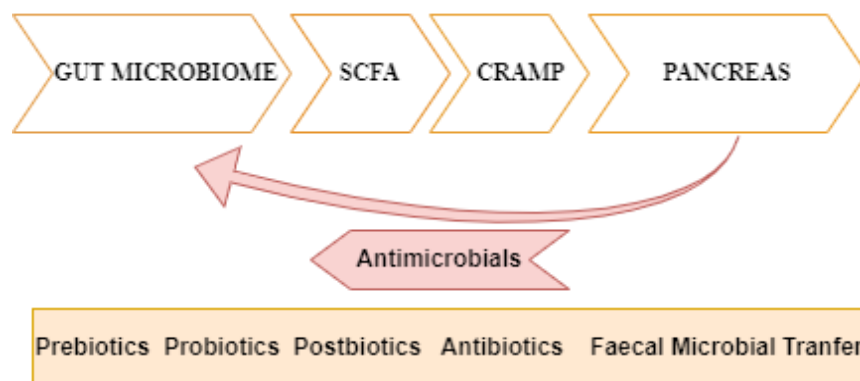 GUT MICROBIOME SCFA CRAMP PANCREAS
Antimicrobials
Prebiotics Probiotics Postbiotics Antibiotics Faecal Microbial Tranfer